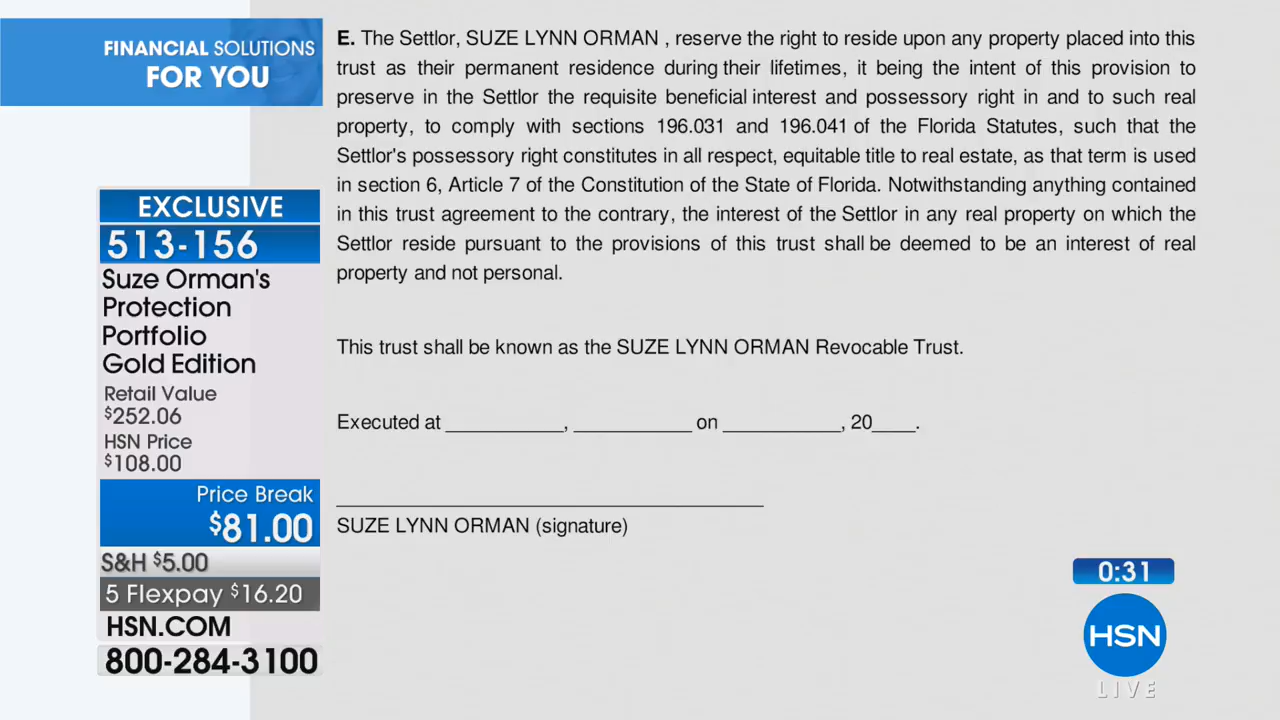 FINANCIAL SOLUTIONS
FOR YOU
EXCLUSIVE
513-156
Suze Orman's
Protection
Portfolio
Gold Edition
Retail Value
$252.06
HSN Price
$108.00
Price Break
$81.00
S&H $5.00
5 Flexpay $16.20
HSN.COM
800-284-3100
E. The Settlor, SUZE LYNN ORMAN , reserve the right to reside upon any property placed into this
trust as their permanent residence during their lifetimes, it being the intent of this provision to
preserve in the Settlor the requisite beneficial interest and possessory right in and to such real
property, to comply with sections 196.031 and 196.041 of the Florida Statutes, such that the
Settlor's possessory right constitutes in all respect, equitable title to real estate, as that term is used
in section 6, Article 7 of the Constitution of the State of Florida. Notwithstanding anything contained
in this trust agreement to the contrary, the interest of the Settlor in any real property on which the
Settlor reside pursuant to the provisions of this trust shall be deemed to be an interest of real
property and not personal.
This trust shall be known as the SUZE LYNN ORMAN Revocable Trust.
Executed at ___________, ___________ on ___________, 20____.
SUZE LYNN ORMAN (signature)
0:31
HSN
LIVE